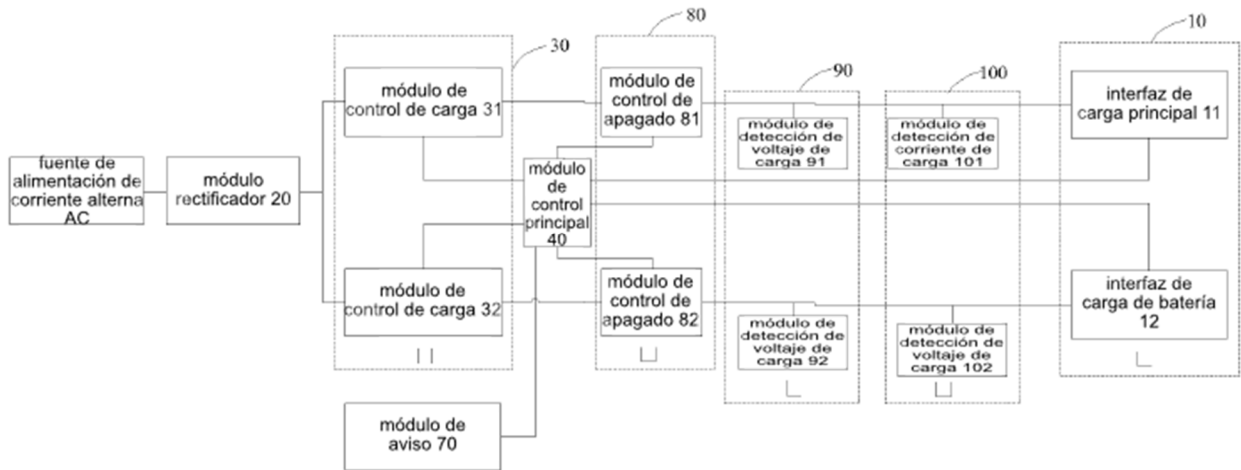 30
80
90
100
10
módulo de
control de carga 31
módulo de
control de
apagado 81
módulo de
detección de
voltaje de
carga 91
módulo de
detección de
corriente de
carga 101
interfaz de
carga principal 11
fuente de
alimentación de
corriente alterna
AC
módulo
rectificador 20
módulo
de
control
principal
40
módulo de
control de carga 32
módulo de
control de
apagado 82
módulo de
detección de
voltaje de
carga 92
módulo de
detección de
voltaje de
carga 102
interfaz de
carga de batería
12
módulo de
aviso 70